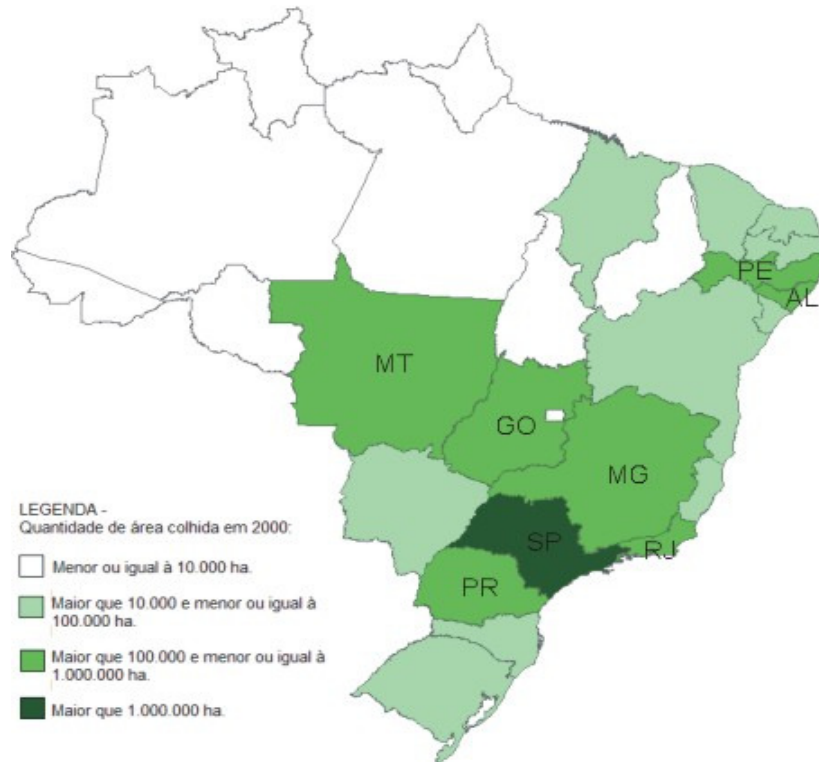 PE
AL
MT
GO
MG
SP
RJ
PR
LEGENDA -
Quantidade de área colhida em 2000:
Menor ou igual à 10.000 ha.
Maior que 10.000 e menor ou igual à
100.000 ha.
Maior que 100.000 e menor ou igual à
1.000.000 ha.
Maior que 1.000.000 ha.